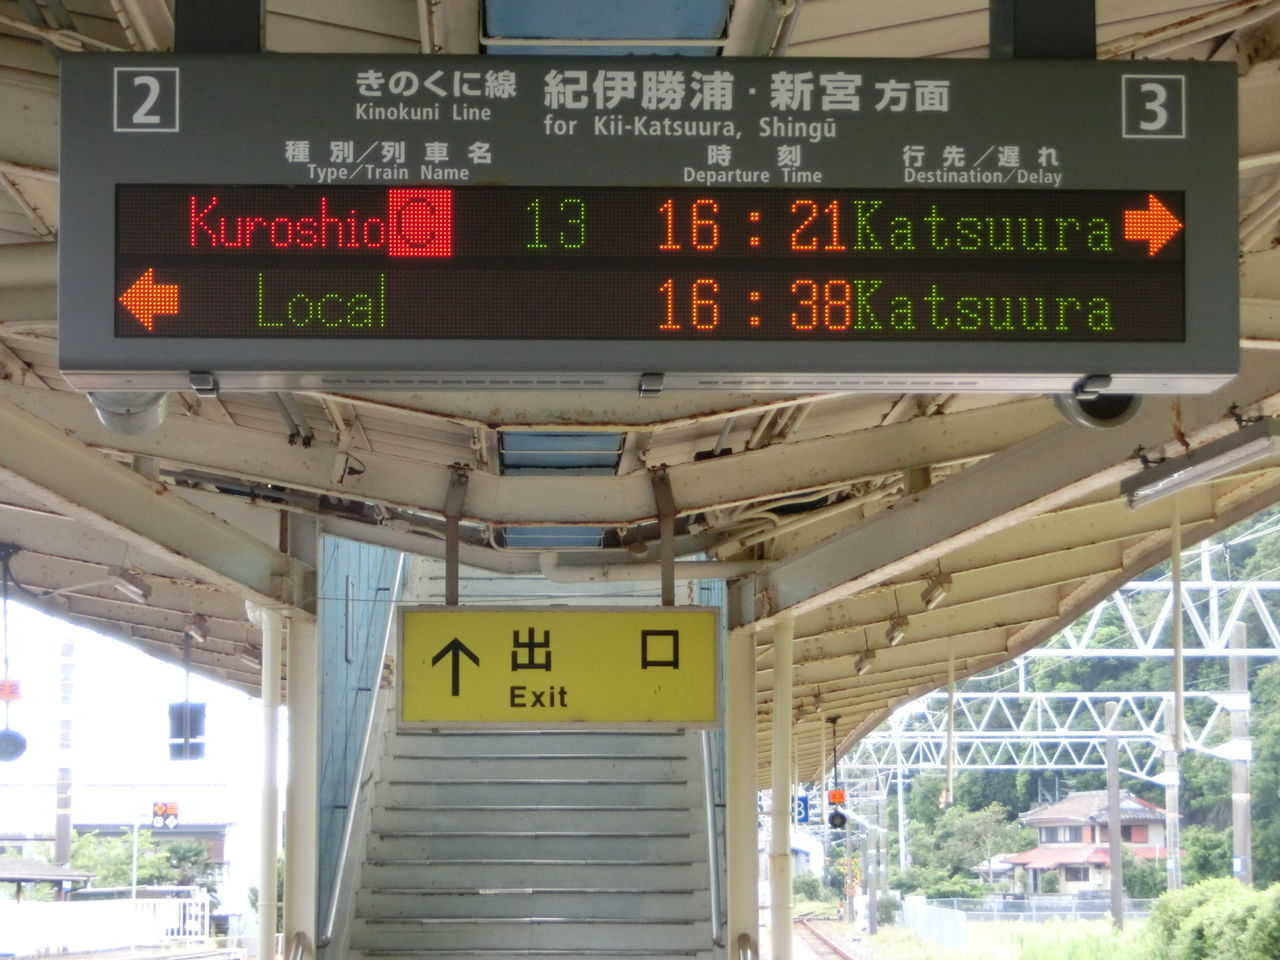 2 きのくに線 紀伊勝浦・新宮方面 3
Kinokuni Line for Kii-Katsuura, Shingū
種別／列車名 時刻 行先／遅れ
Type/Train Name Departure Time Destination/Delay
Kuroshio C 13 16:21 Katsuura →
← Local 16:38 Katsuura
↑ 出口
Exit
3